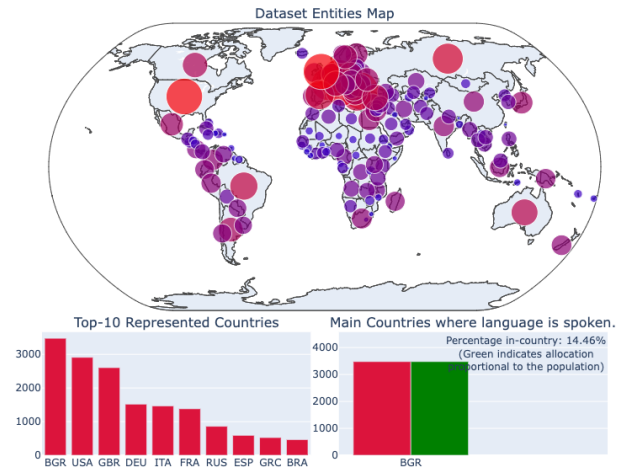 Dataset Entities Map
Top-10 Represented Countries
3000
2000
1000
0
BGR USA GBR DEU ITA FRA RUS ESP GRC BRA
Main Countries where language is spoken.
Percentage in-country: 14.46%
(Green indicates allocation
proportional to the population)
4000
3000
2000
1000
0
BGR